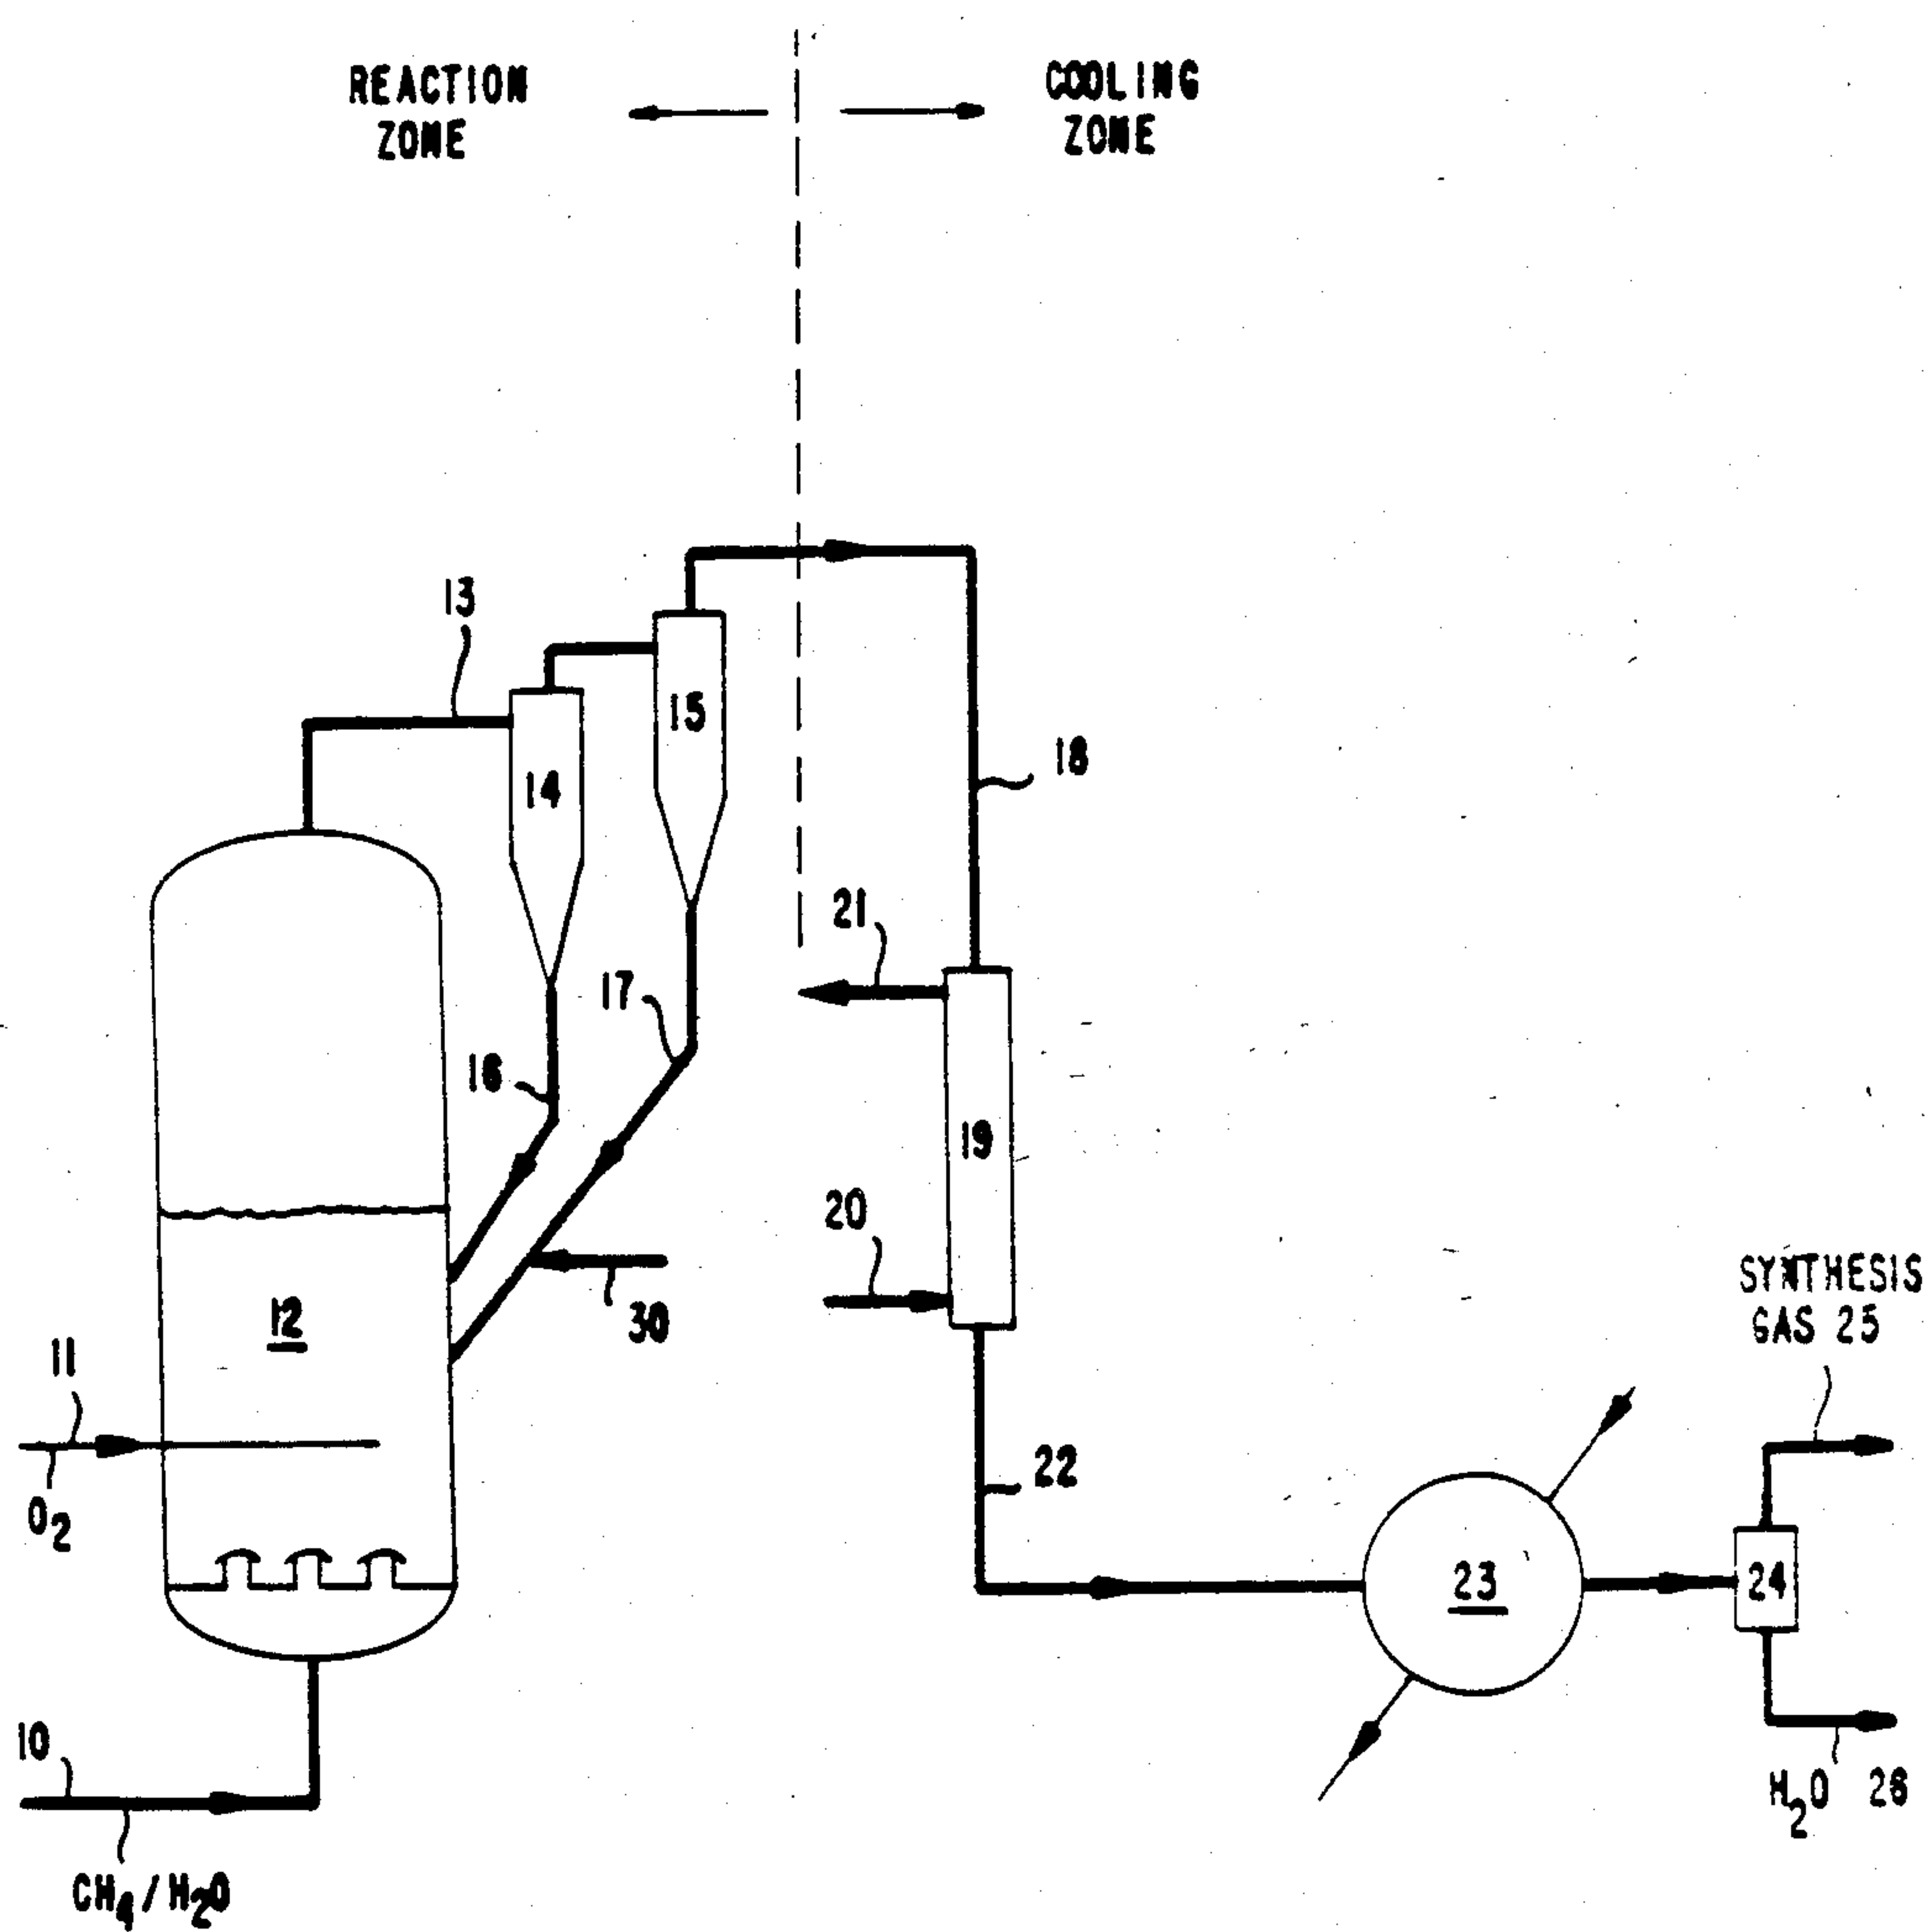 REACTION
ZONE
COOLING
ZONE
13
15
14
18
21
17
16
19
20
12
30
SYNTHESIS
GAS 25
11
O2
22
23
24
10
CH4/H2O
H2O 26